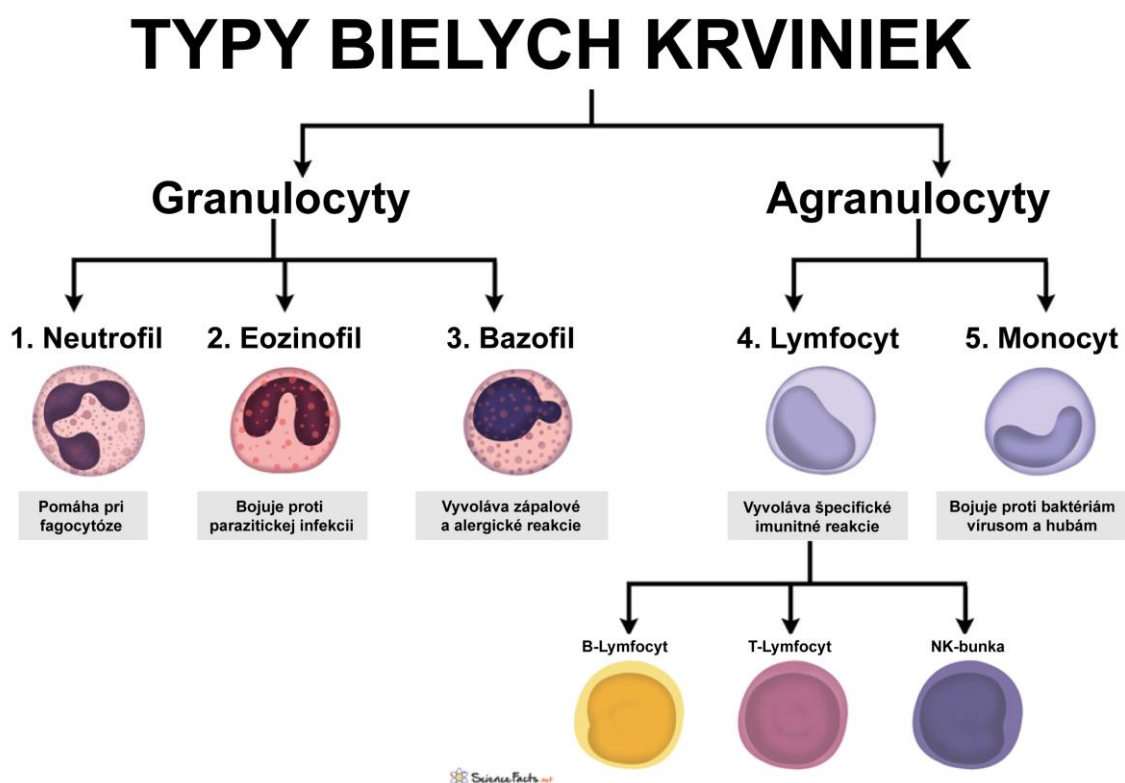 TYPY BIELYCH KRVINIEK
Granulocyty
Agranulocyty
1. Neutrofil
2. Eozinofil
3. Bazofil
4. Lymfocyt
5. Monocyt
Pomáha pri
fagocytóze
Bojuje proti
parazitickej infekcii
Vyvoláva zápalové
a alergické reakcie
Vyvoláva špecifické
imunitné reakcie
Bojuje proti baktériám
vírusom a hubám
B-Lymfocyt
T-Lymfocyt
NK-bunka
ScienceFacts.net